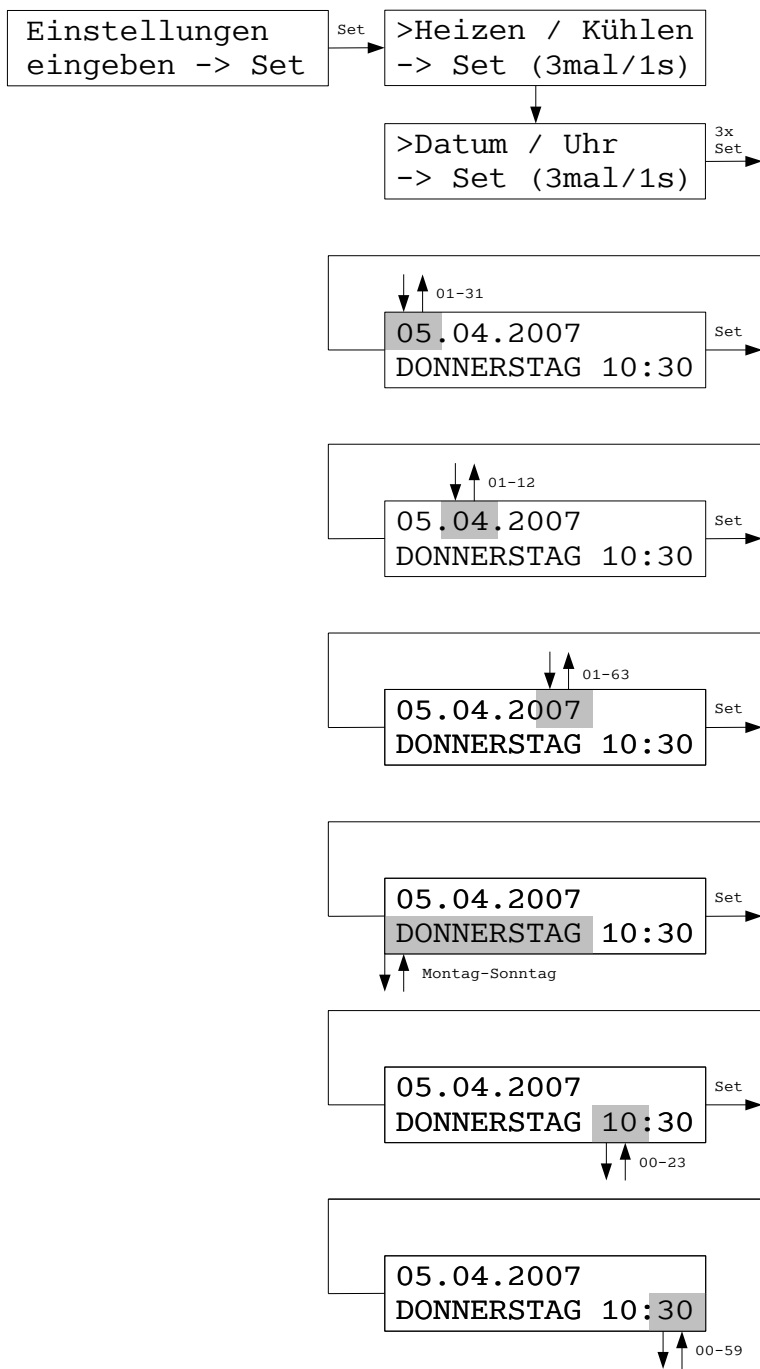 Einstellungen
eingeben -> Set
Set
>Heizen / Kühlen
-> Set (3mal/1s)
>Datum / Uhr
-> Set (3mal/1s)
3x
Set
01-31
05.04.2007
DONNERSTAG 10:30
Set
01-12
05.04.2007
DONNERSTAG 10:30
Set
01-63
05.04.2007
DONNERSTAG 10:30
Set
05.04.2007
DONNERSTAG 10:30
Set
Montag-Sonntag
05.04.2007
DONNERSTAG 10:30
Set
00-23
05.04.2007
DONNERSTAG 10:30
00-59